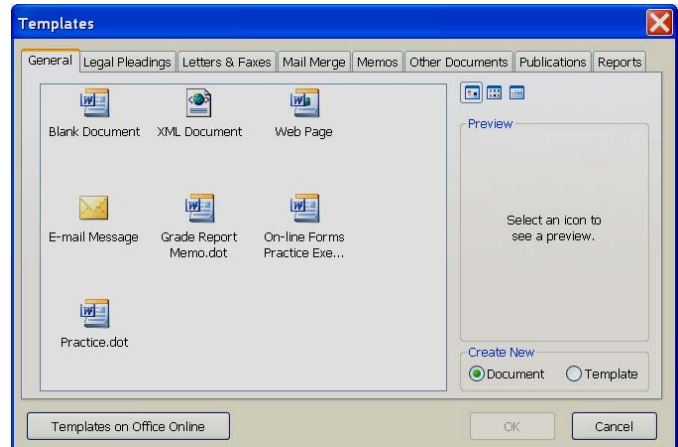 Templates
General Legal Pleadings Letters & Faxes Mail Merge Memos Other Documents Publications Reports
Blank Document XML Document Web Page
Preview
Select an icon to
see a preview.
E-mail Message Grade Report On-line Forms
Memo.dot Practice Exe...
Practice.dot
Create New
Document Template
Templates on Office Online OK Cancel